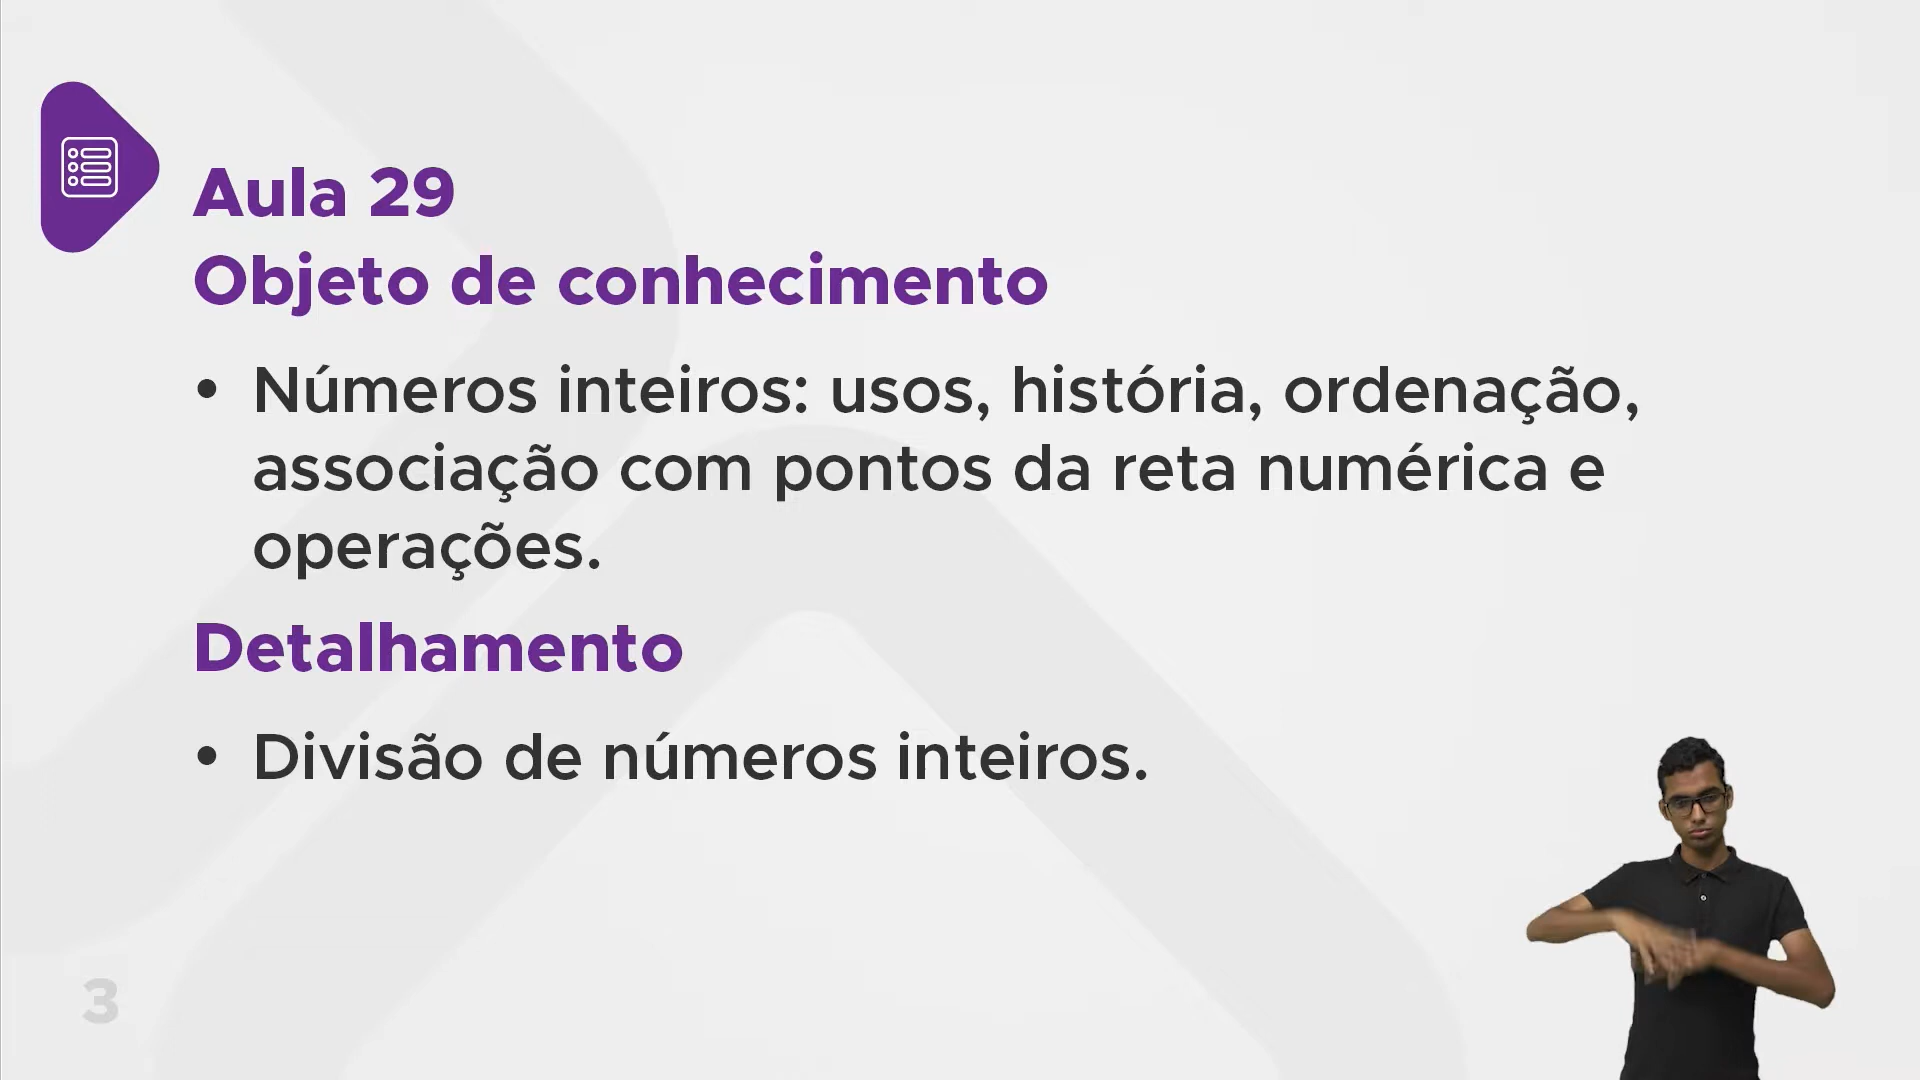 Aula 29
Objeto de conhecimento
• Números inteiros: usos, história, ordenação,
associação com pontos da reta numérica e
operações.
Detalhamento
• Divisão de números inteiros.
3